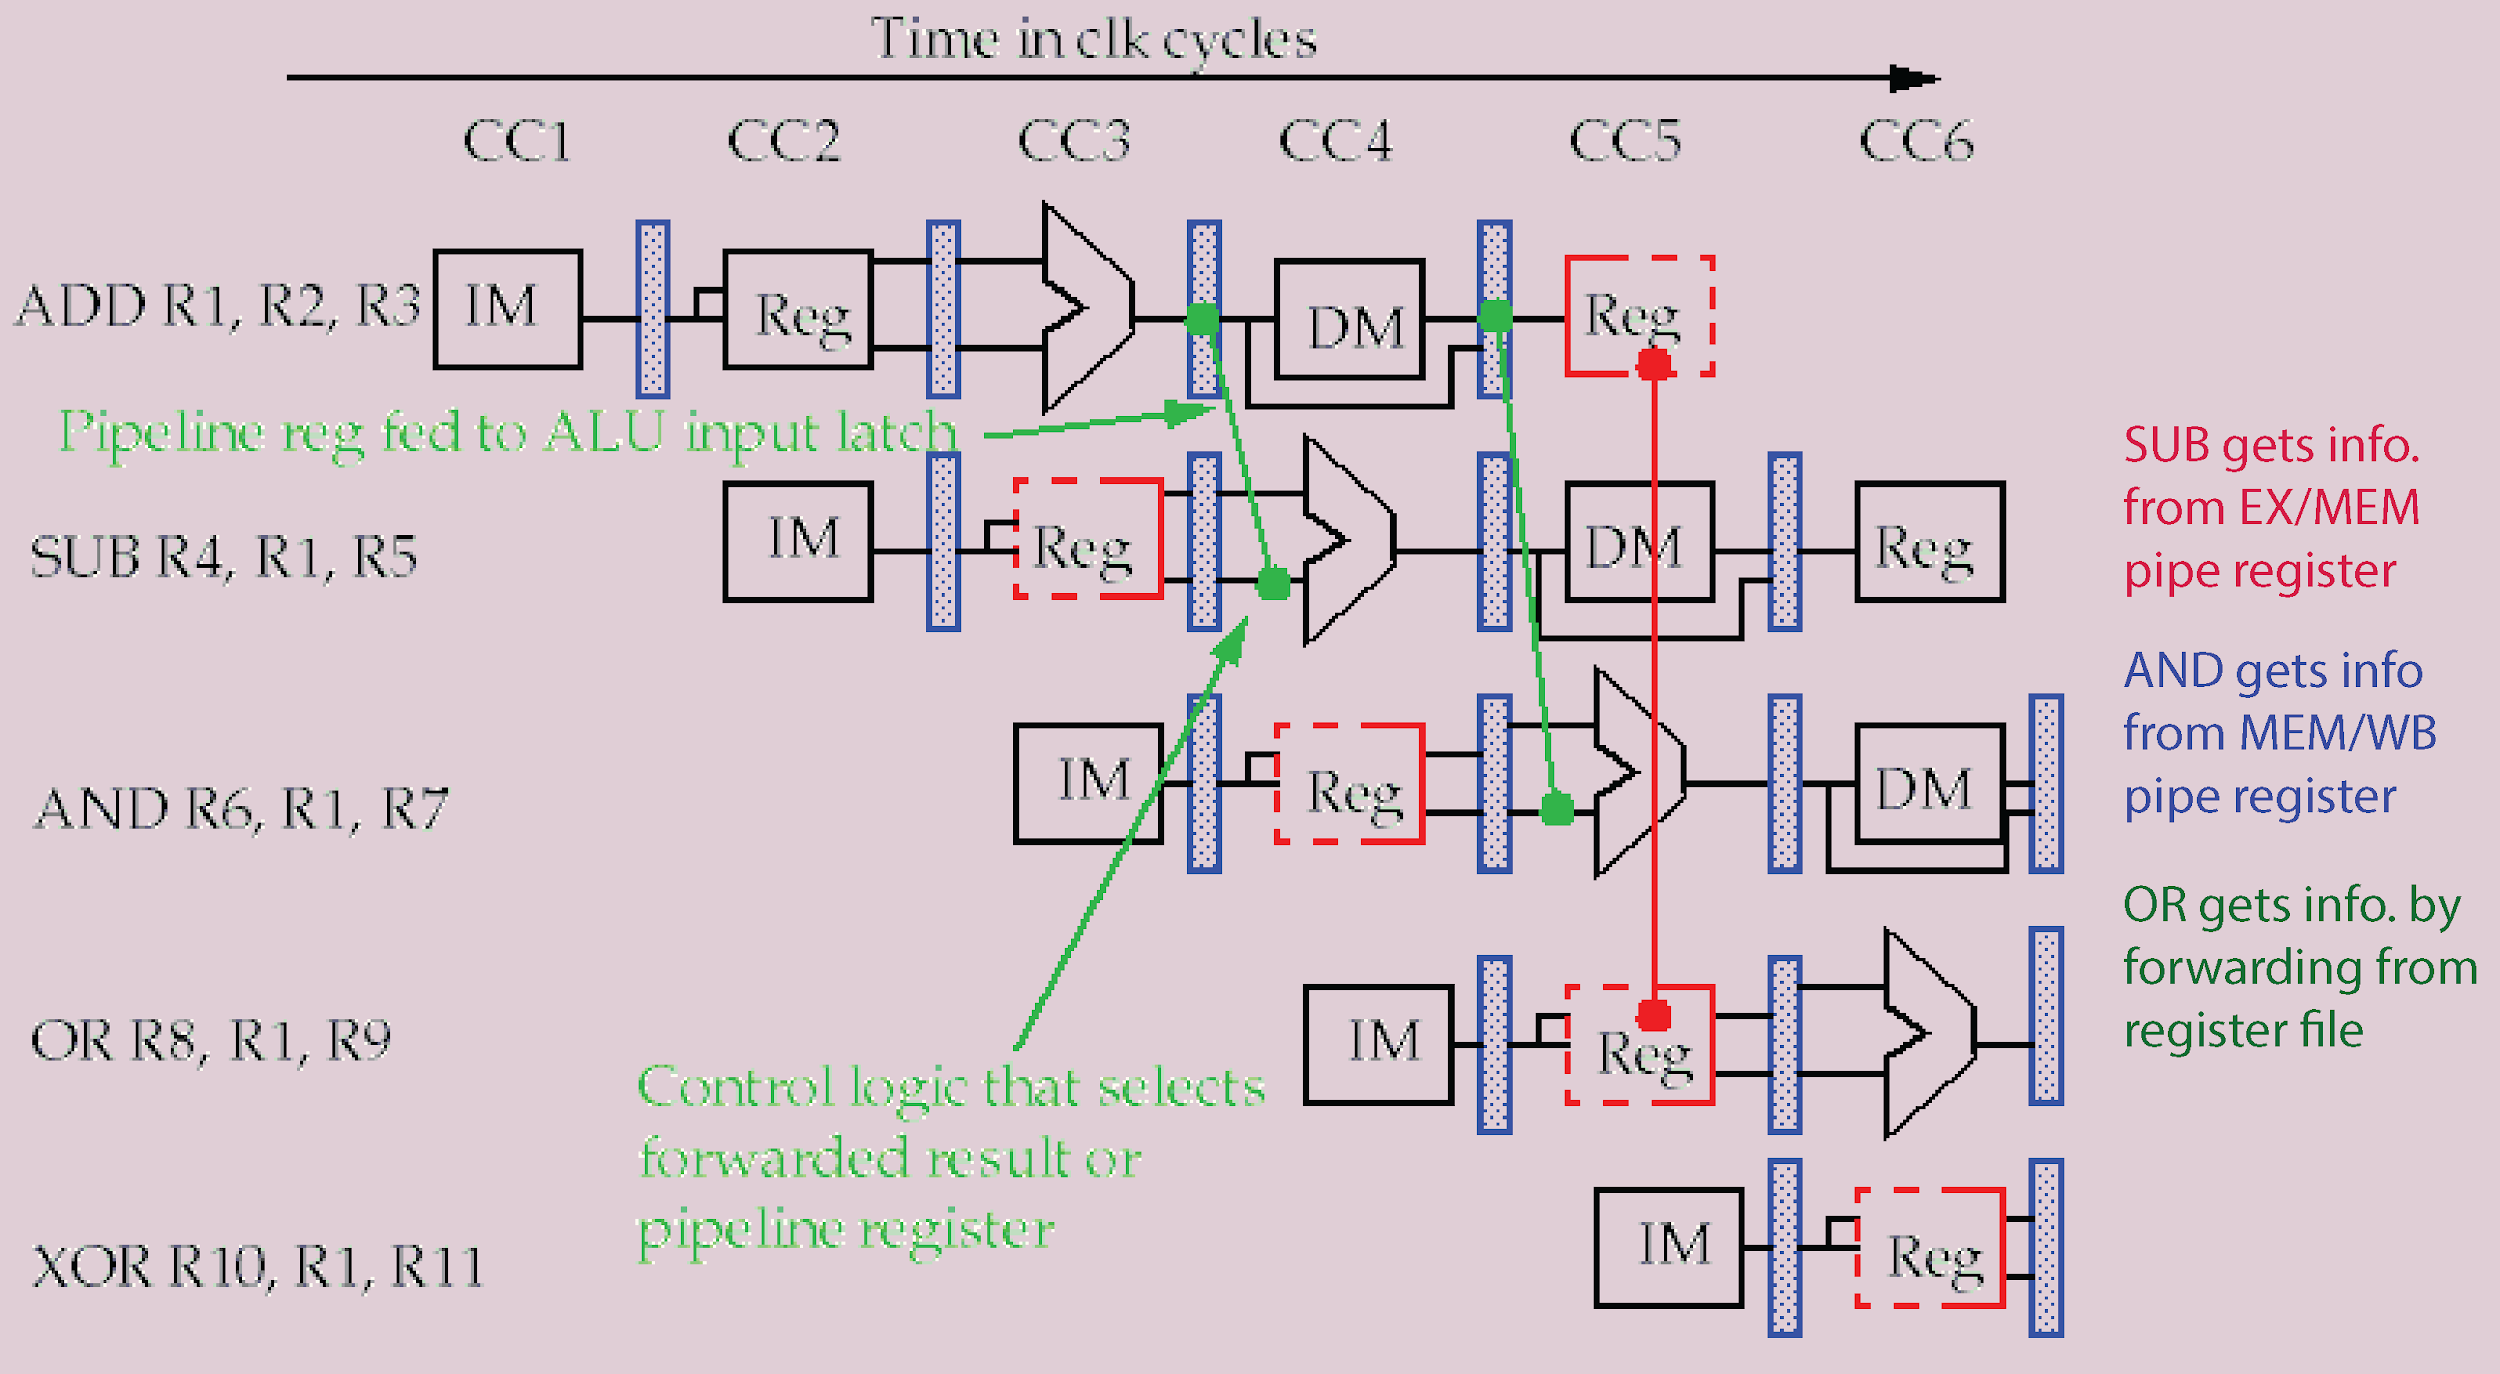 Time in clk cycles
CC1 CC2 CC3 CC4 CC5 CC6
ADD R1, R2, R3 IM Reg DM Reg
Pipeline reg fed to ALU input latch
SUB R4, R1, R5 IM Reg DM Reg
AND R6, R1, R7 IM Reg DM
OR R8, R1, R9 IM Reg
Control logic that selects
forwarded result or
pipeline register
XOR R10, R1, R11 IM Reg
SUB gets info.
from EX/MEM
pipe register
AND gets info
from MEM/WB
pipe register
OR gets info. by
forwarding from
register file